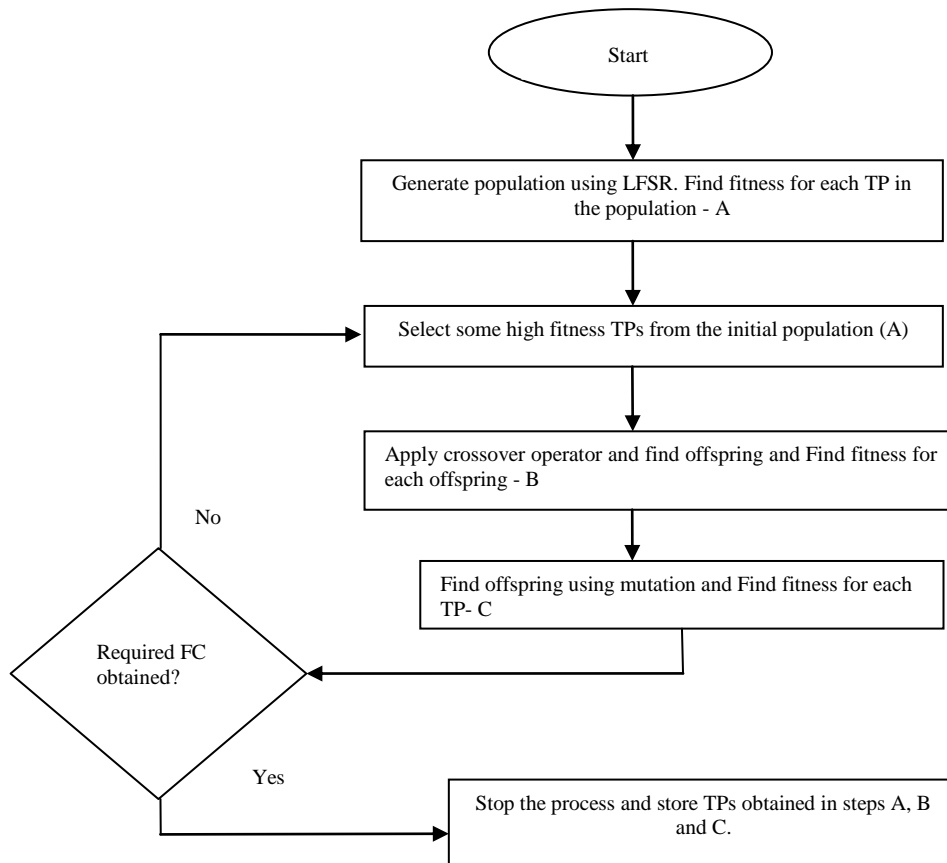 Start
Generate population using LFSR. Find fitness for each TP in
the population - A
Select some high fitness TPs from the initial population (A)
Apply crossover operator and find offspring and Find fitness for
each offspring - B
No
Find offspring using mutation and Find fitness for each
TP- C
Required FC
obtained?
Yes
Stop the process and store TPs obtained in steps A, B
and C.